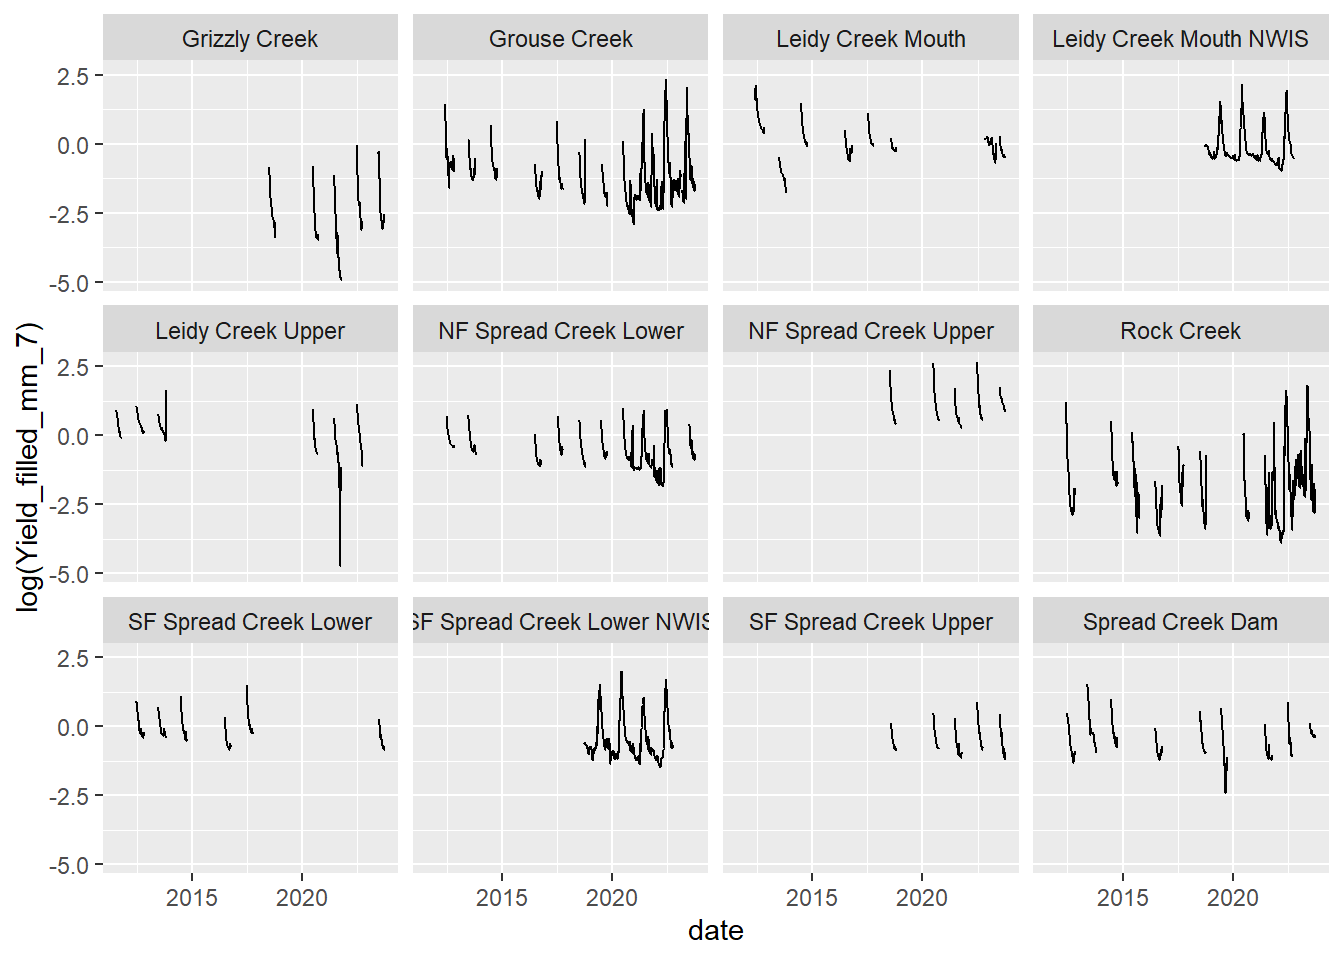 Grizzly Creek
Grouse Creek
Leidy Creek Mouth
Leidy Creek Mouth NWIS
2.5
0.0
-2.5
-5.0
Leidy Creek Upper
NF Spread Creek Lower
NF Spread Creek Upper
Rock Creek
2.5
0.0
-2.5
-5.0
log(Yield_filled_mm_7)
SF Spread Creek Lower
SF Spread Creek Lower NWIS
SF Spread Creek Upper
Spread Creek Dam
2.5
0.0
-2.5
-5.0
2015
2020
2015
2020
2015
2020
2015
2020
date